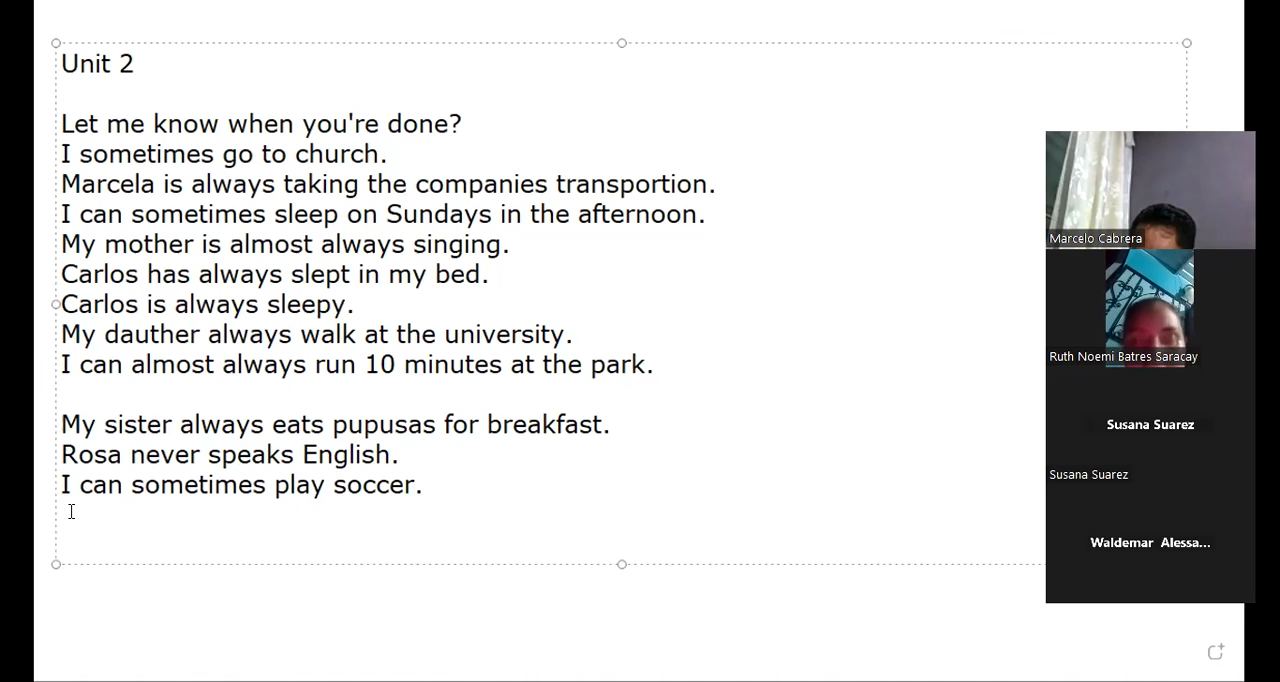 Unit 2
Let me know when you're done?
I sometimes go to church.
Marcela is always taking the companies transportion.
I can sometimes sleep on Sundays in the afternoon.
My mother is almost always singing.
Carlos has always slept in my bed.
Carlos is always sleepy.
My dauther always walk at the university.
I can almost always run 10 minutes at the park.
My sister always eats pupusas for breakfast.
Rosa never speaks English.
I can sometimes play soccer.
Marcelo Cabrera
Ruth Noemi Batres Saracay
Susana Suarez
Susana Suarez
Waldemar Alessa...